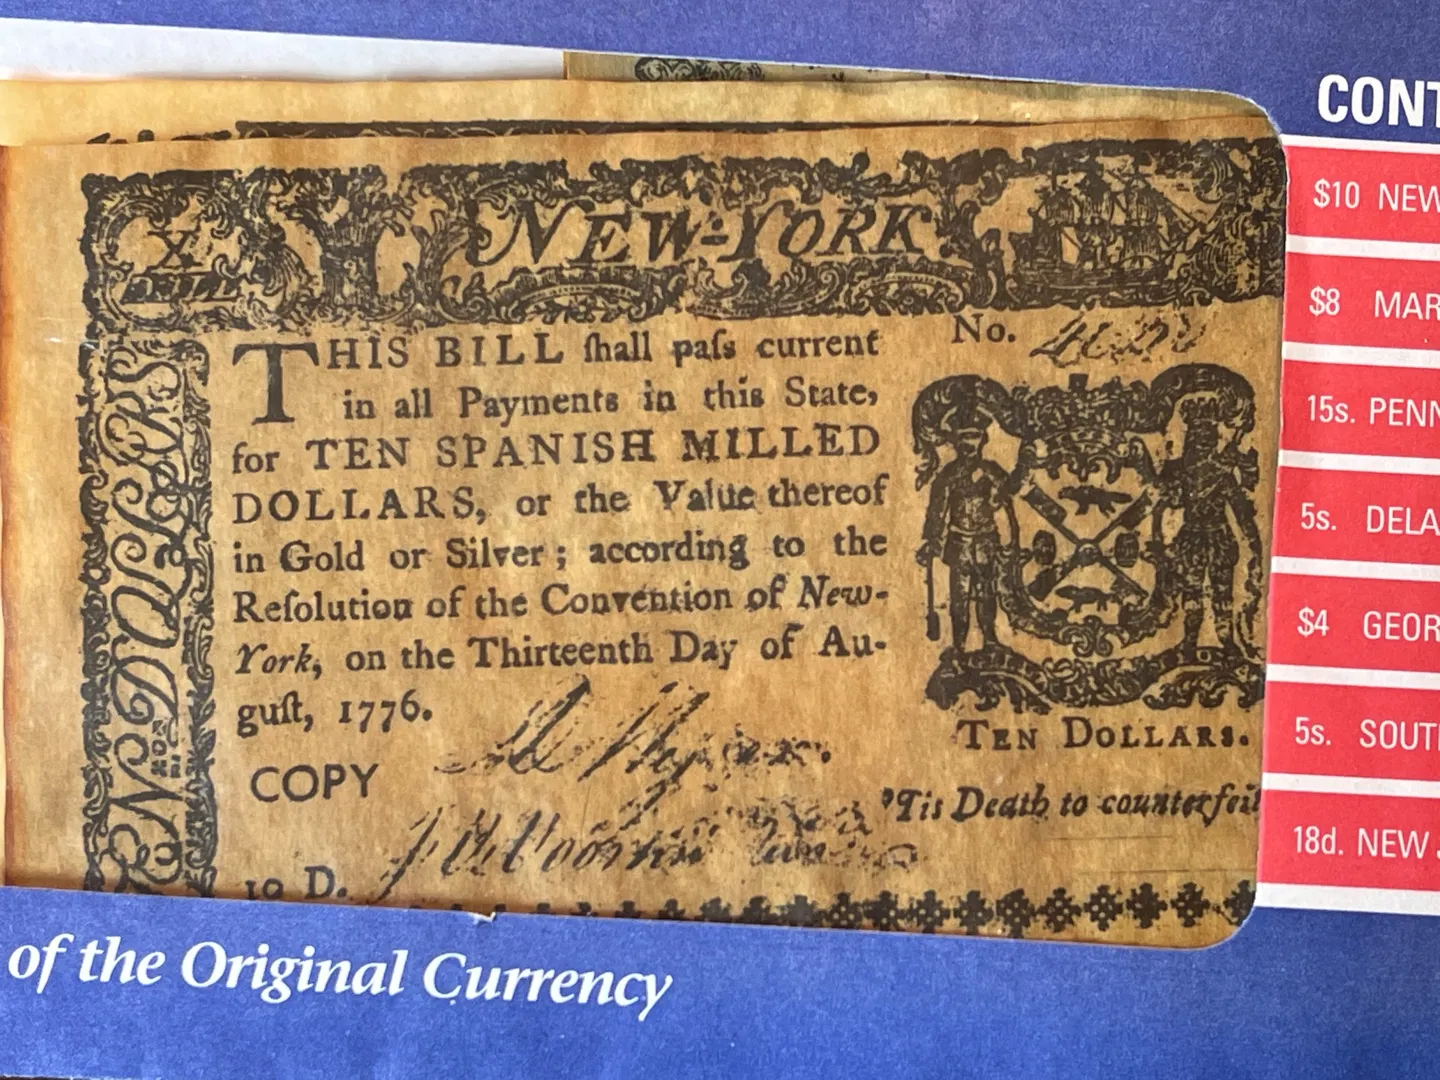 CONT
$10 NEW
$8 MAR
15s. PENN
5s. DELA
$4 GEOR
5s. SOUT
18d. NEW
X
NEW-YORK
No.
THIS BILL ſhall paſs current
in all Payments in this State,
for TEN SPANISH MILLED
DOLLARS, or the Value thereof
in Gold or Silver; according to the
Reſolution of the Convention of New-
York, on the Thirteenth Day of Au-
guſt, 1776.
COPY
10 D.
TEN DOLLARS.
'Tis Death to counterfeit
EN DOLLARS
of the Original Currency